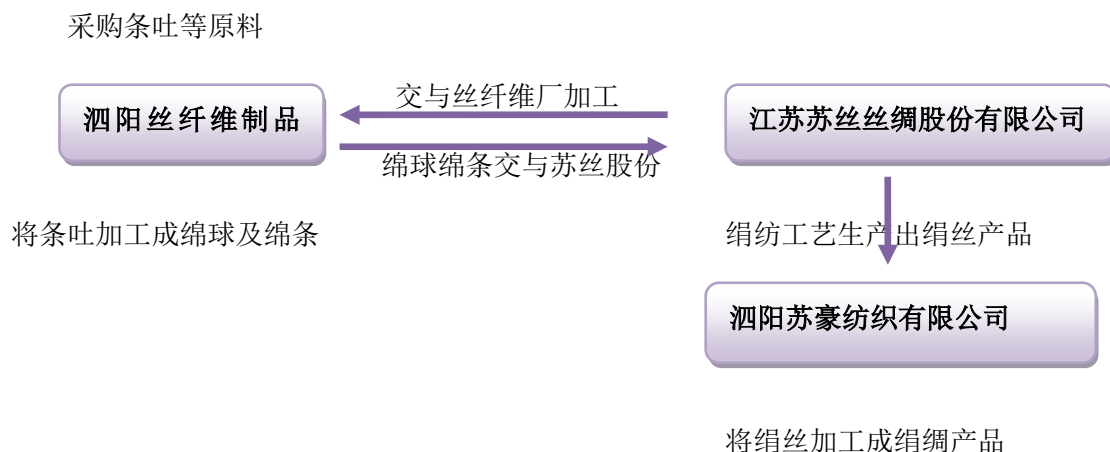 采购条吐等原料
泗阳丝纤维制品
交与丝纤维厂加工
江苏苏丝丝绸股份有限公司
绵球绵条交与苏丝股份
将条吐加工成绵球及绵条
绢纺工艺生产出绢丝产品
泗阳苏豪纺织有限公司
将绢丝加工成绢绸产品